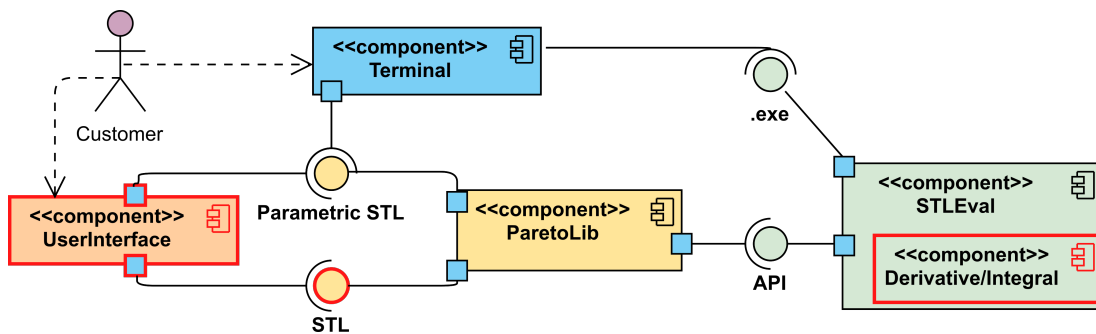 <<component>>
Terminal
.exe
Customer
<<component>>
UserInterface
Parametric STL
<<component>>
ParetoLib
<<component>>
STLEval
<<component>>
Derivative/Integral
API
STL